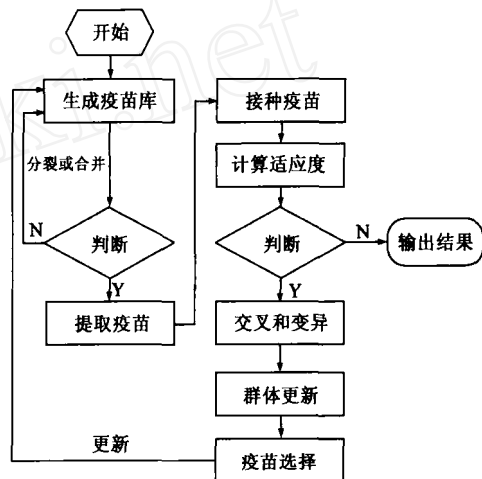 开始
生成疫苗库
分裂或合并
判断
N
Y
提取疫苗
接种疫苗
计算适应度
判断
N
输出结果
Y
交叉和变异
群体更新
疫苗选择
更新
ki.net